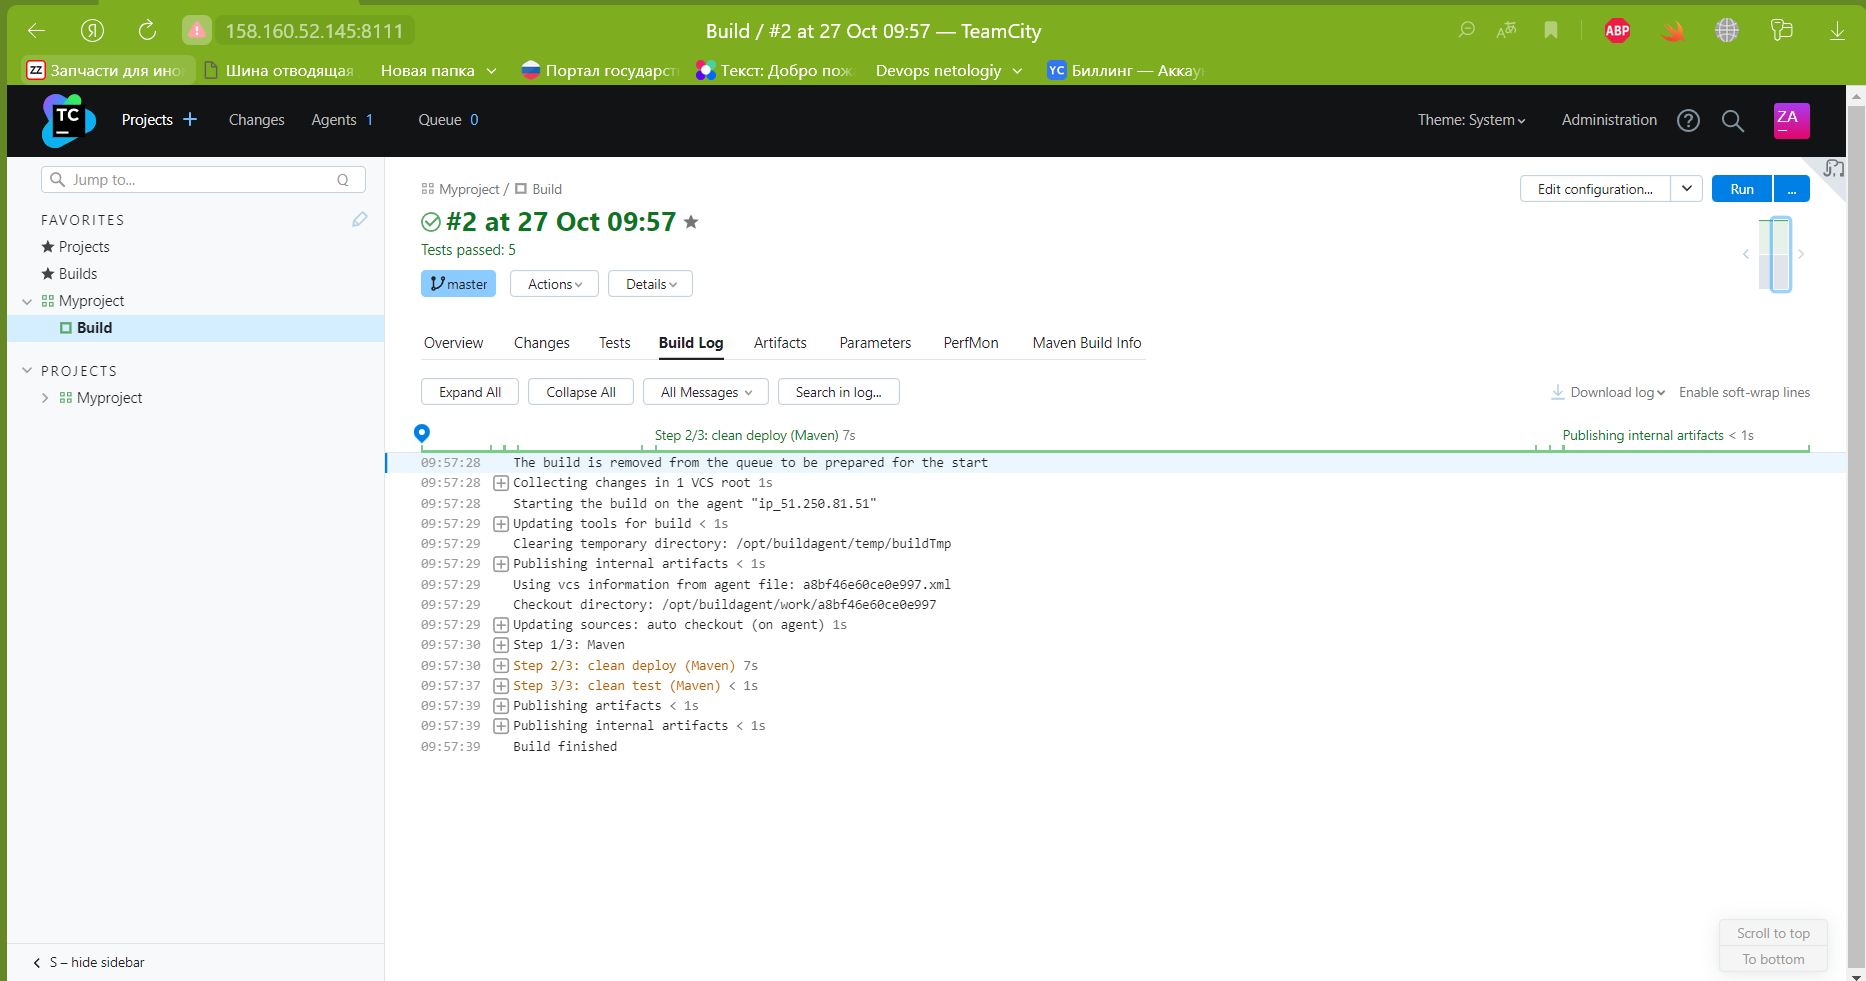 158.160.52.145:8111
Build / #2 at 27 Oct 09:57 — TeamCity
ABP
ZZ Запчасти для ино
Шина отводящая
Новая папка
Портал государст
Текст: Добро пож
Devops netologiy
YC Биллинг — Аккау
TC
Projects
Changes
Agents 1
Queue 0
Theme: System
Administration
ZA
Jump to...
Q
FAVORITES
Projects
Builds
Myproject
Build
PROJECTS
Myproject
S – hide sidebar
Myproject / Build
Edit configuration...
Run
...
#2 at 27 Oct 09:57
Tests passed: 5
master
Actions
Details
Overview
Changes
Tests
Build Log
Artifacts
Parameters
PerfMon
Maven Build Info
Expand All
Collapse All
All Messages
Search in log...
Download log
Enable soft-wrap lines
Step 2/3: clean deploy (Maven) 7s
Publishing internal artifacts < 1s
09:57:28 The build is removed from the queue to be prepared for the start
09:57:28 Collecting changes in 1 VCS root 1s
09:57:28 Starting the build on the agent "ip_51.250.81.51"
09:57:29 Updating tools for build < 1s
09:57:29 Clearing temporary directory: /opt/buildagent/temp/buildTmp
09:57:29 Publishing internal artifacts < 1s
09:57:29 Using vcs information from agent file: a8bf46e60ce0e997.xml
09:57:29 Checkout directory: /opt/buildagent/work/a8bf46e60ce0e997
09:57:29 Updating sources: auto checkout (on agent) 1s
09:57:30 Step 1/3: Maven
09:57:30 Step 2/3: clean deploy (Maven) 7s
09:57:37 Step 3/3: clean test (Maven) < 1s
09:57:39 Publishing artifacts < 1s
09:57:39 Publishing internal artifacts < 1s
09:57:39 Build finished
Scroll to top
To bottom